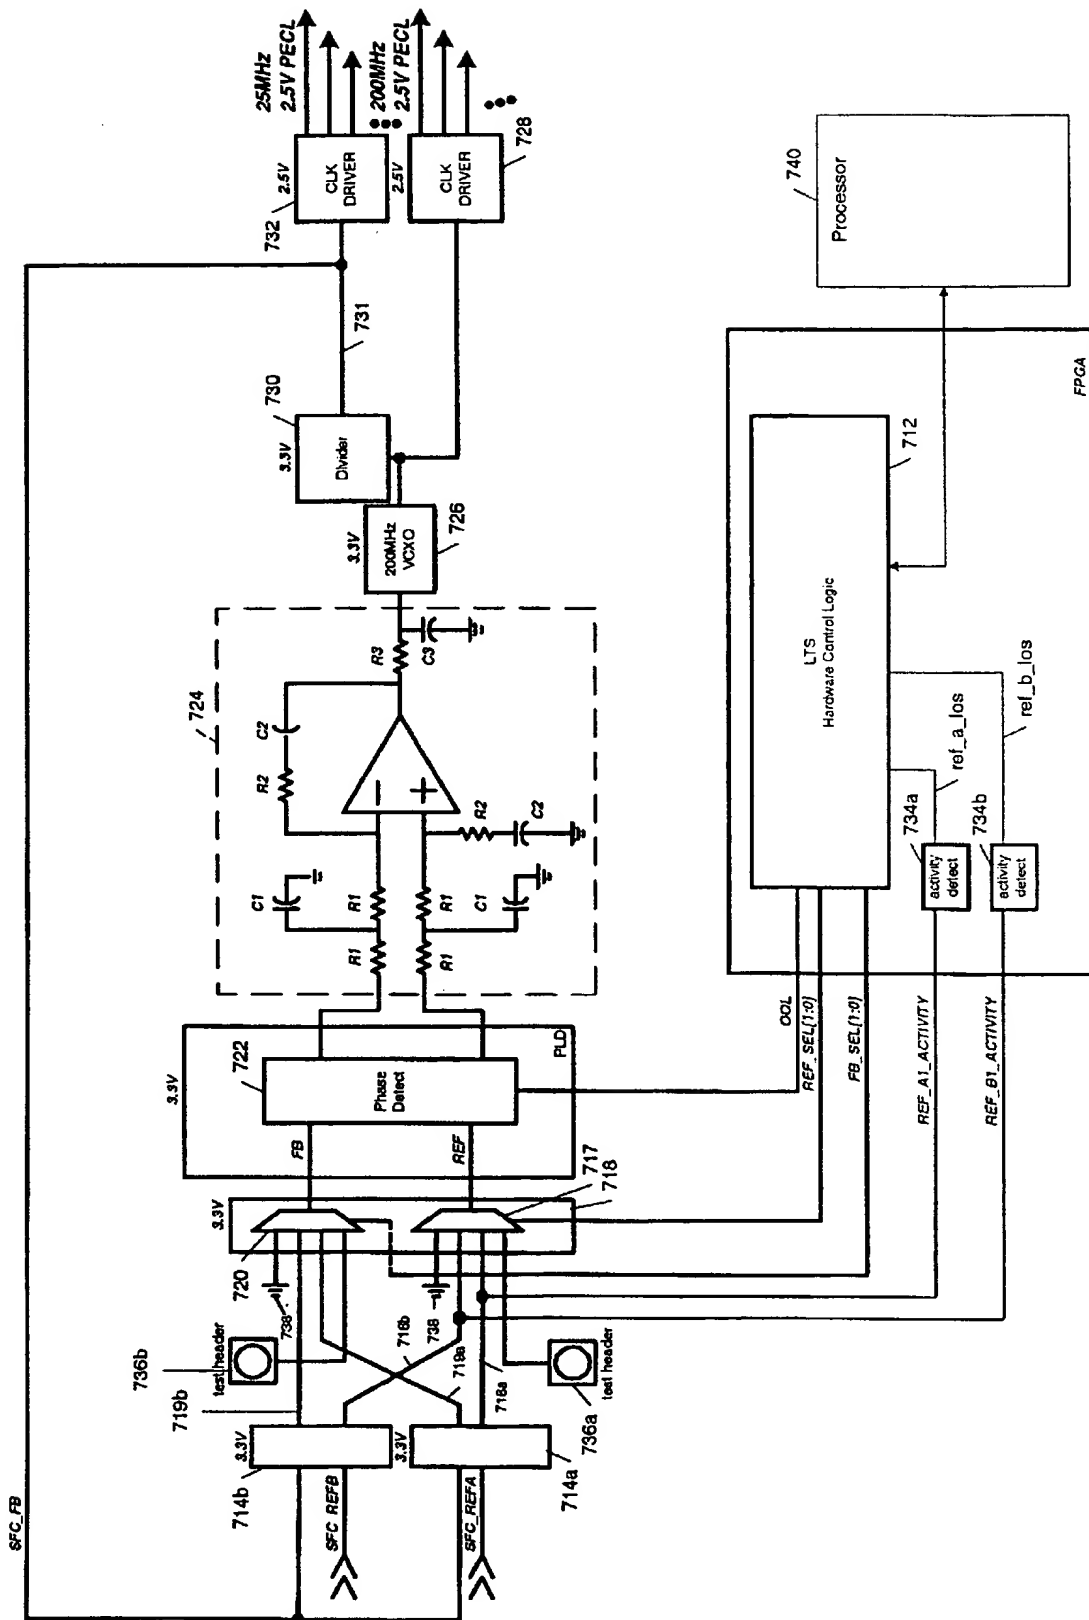 SFC_FB
714b
3.3V
SFC_REFB
3.3V
SFC_REFA
714a
719b
736b
test header
738
716b
738
719a
716a
736a
test header
720
3.3V
717
718
3.3V
722
FB
REF
Phase
Detect
PLD
724
R1
C1
R1
R1
R1
C1
R2
C2
R2
C2
R3
C3
3.3V
200MHz
VCXO
726
3.3V
Divider
730
731
732
2.5V
CLK
DRIVER
25MHz
2.5V PECL
2.5V
CLK
DRIVER
728
200MHz
2.5V PECL
OOL
REF_SEL[1:0]
FB_SEL[1:0]
REF_A1_ACTIVITY
REF_B1_ACTIVITY
734a
activity
detect
734b
activity
detect
ref_a_los
ref_b_los
LTS
Hardware Control Logic
712
FPGA
Processor
740